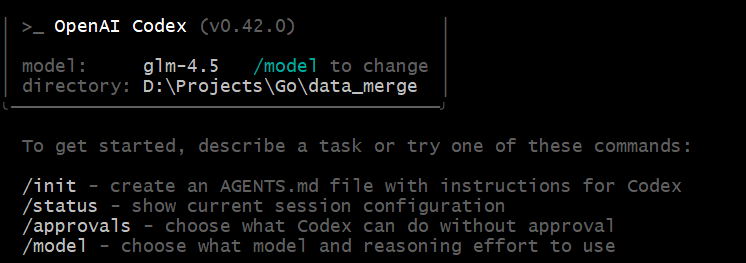 >_ OpenAI Codex (v0.42.0)
model: glm-4.5 /model to change
directory: D:\Projects\Go\data_merge
To get started, describe a task or try one of these commands:
/init - create an AGENTS.md file with instructions for Codex
/status - show current session configuration
/approvals - choose what Codex can do without approval
/model - choose what model and reasoning effort to use